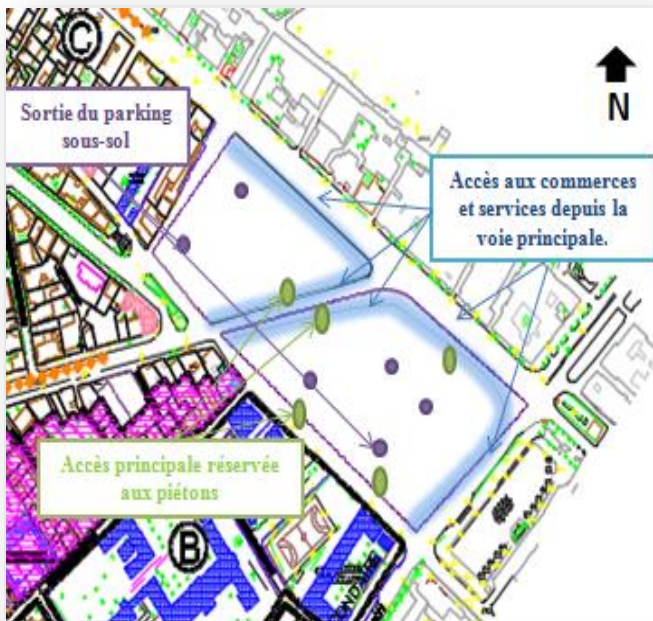 C
N
Sortie du parking
sous-sol
Accès aux commerces
et services depuis la
voie principale.
Accès principale réservée
aux piétons
B